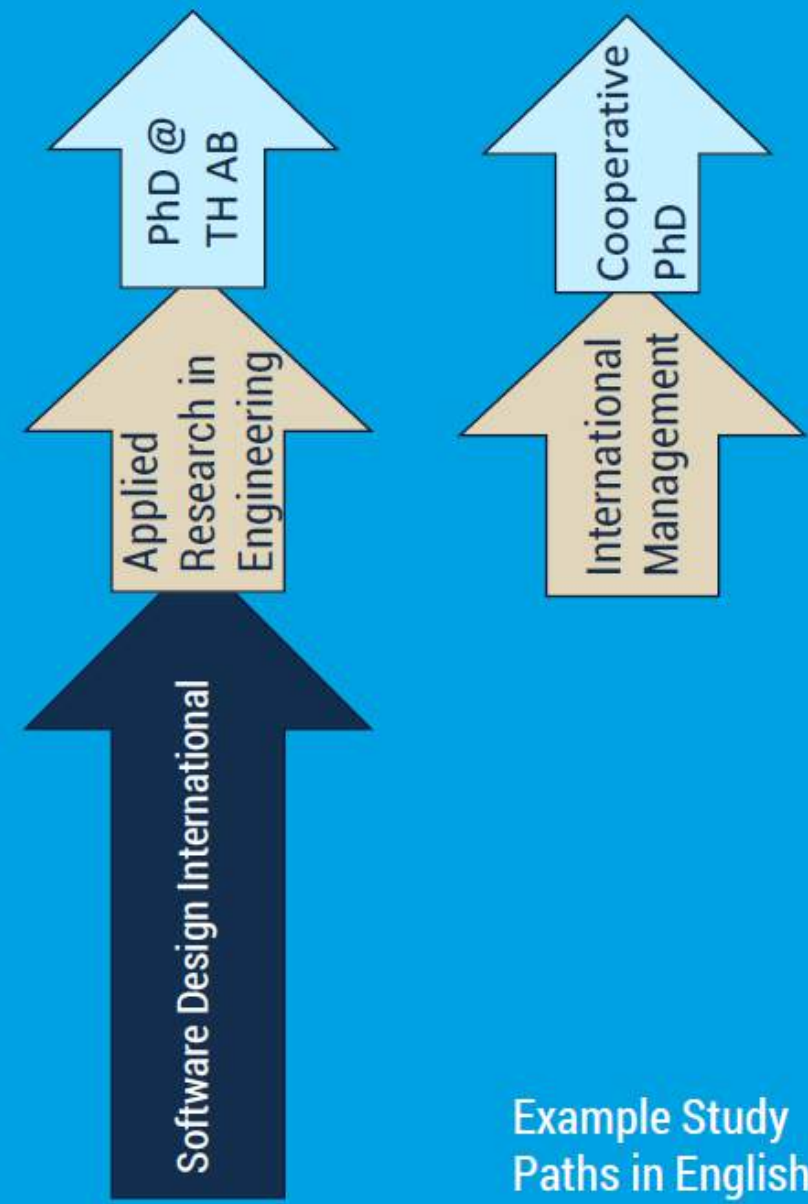 PhD @
TH AB
Cooperative
PhD
Applied
Research in
Engineering
International
Management
Software Design International
Example Study
Paths in English